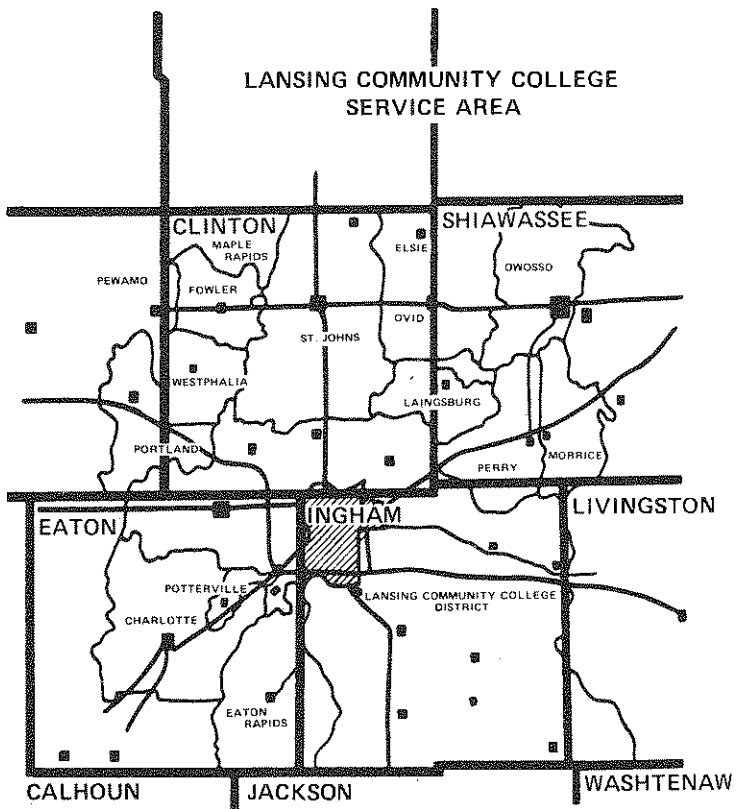 LANSING COMMUNITY COLLEGE
SERVICE AREA
CLINTON
SHIAWASSEE
MAPLE
RAPIDS
ELSIE
OWOSSO
PEWAMO
FOWLER
OVID
ST. JOHNS
WESTPHALIA
LAINGSBURG
PORTLAND
PERRY
MORRICE
EATON
INGHAM
LIVINGSTON
POTTERVILLE
LANSING COMMUNITY COLLEGE
DISTRICT
CHARLOTTE
EATON
RAPIDS
CALHOUN
JACKSON
WASHTENAW